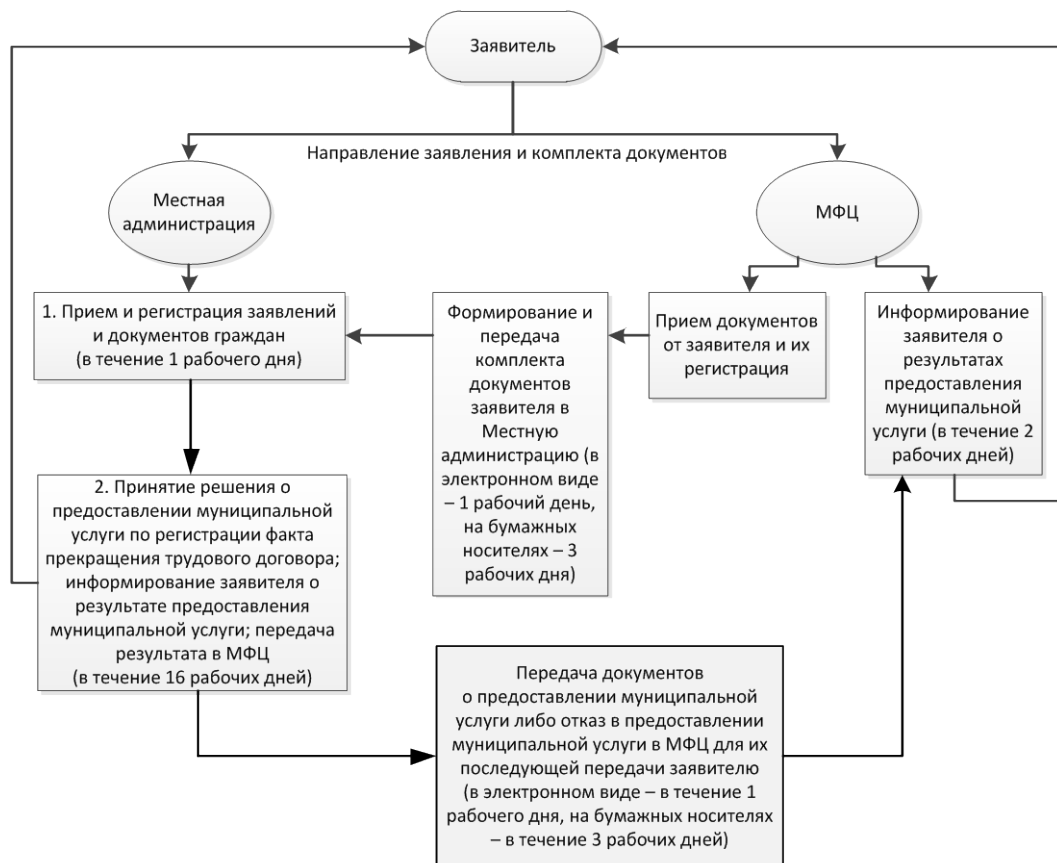 Заявитель
Направление заявления и комплекта документов
Местная
администрация
МФЦ
1. Прием и регистрация заявлений
и документов граждан
(в течение 1 рабочего дня)
Формирование и
передача
комплекта
документов
заявителя в
Местную
администрацию (в
электронном виде
– 1 рабочий день,
на бумажных
носителях – 3
рабочих дня)
Прием документов
от заявителя и их
регистрация
Информирование
заявителя о
результатах
предоставления
муниципальной
услуги (в течение 2
рабочих дней)
2. Принятие решения о
предоставлении муниципальной
услуги по регистрации факта
прекращения трудового договора;
информирование заявителя о
результате предоставления
муниципальной услуги; передача
результата в МФЦ
(в течение 16 рабочих дней)
Передача документов
о предоставлении муниципальной
услуги либо отказ в предоставлении
муниципальной услуги в МФЦ для их
последующей передачи заявителю
(в электронном виде – в течение 1
рабочего дня, на бумажных носителях
– в течение 3 рабочих дней)